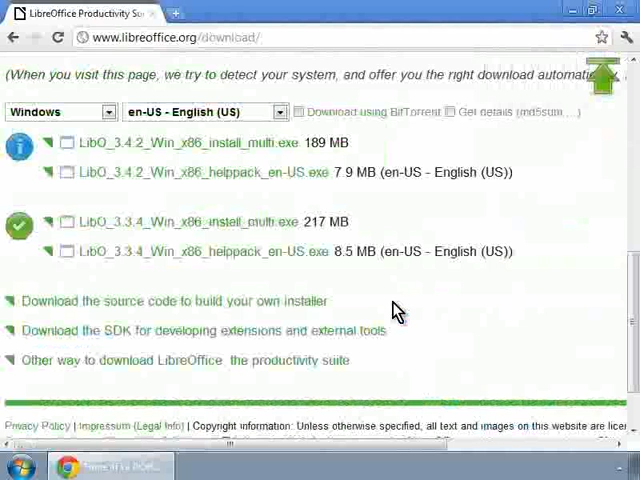 LibreOffice Productivity Sui
www.libreoffice.org/download/
(When you visit this page, we try to detect your system, and offer you the right download automati
Windows en-US - English (US) Download using BitTorrent Get details (md5sum ...)
LibO_3.4.2_Win_x86_install_multi.exe 189 MB
LibO_3.4.2_Win_x86_helppack_en-US.exe 7.9 MB (en-US - English (US))
LibO_3.3.4_Win_x86_install_multi.exe 217 MB
LibO_3.3.4_Win_x86_helppack_en-US.exe 8.5 MB (en-US - English (US))
Download the source code to build your own installer
Download the SDK for developing extensions and external tools
Other way to download LibreOffice the productivity suite
Privacy Policy | Impressum (Legal Info) | Copyright information: Unless otherwise specified, all text and images on this website are licen